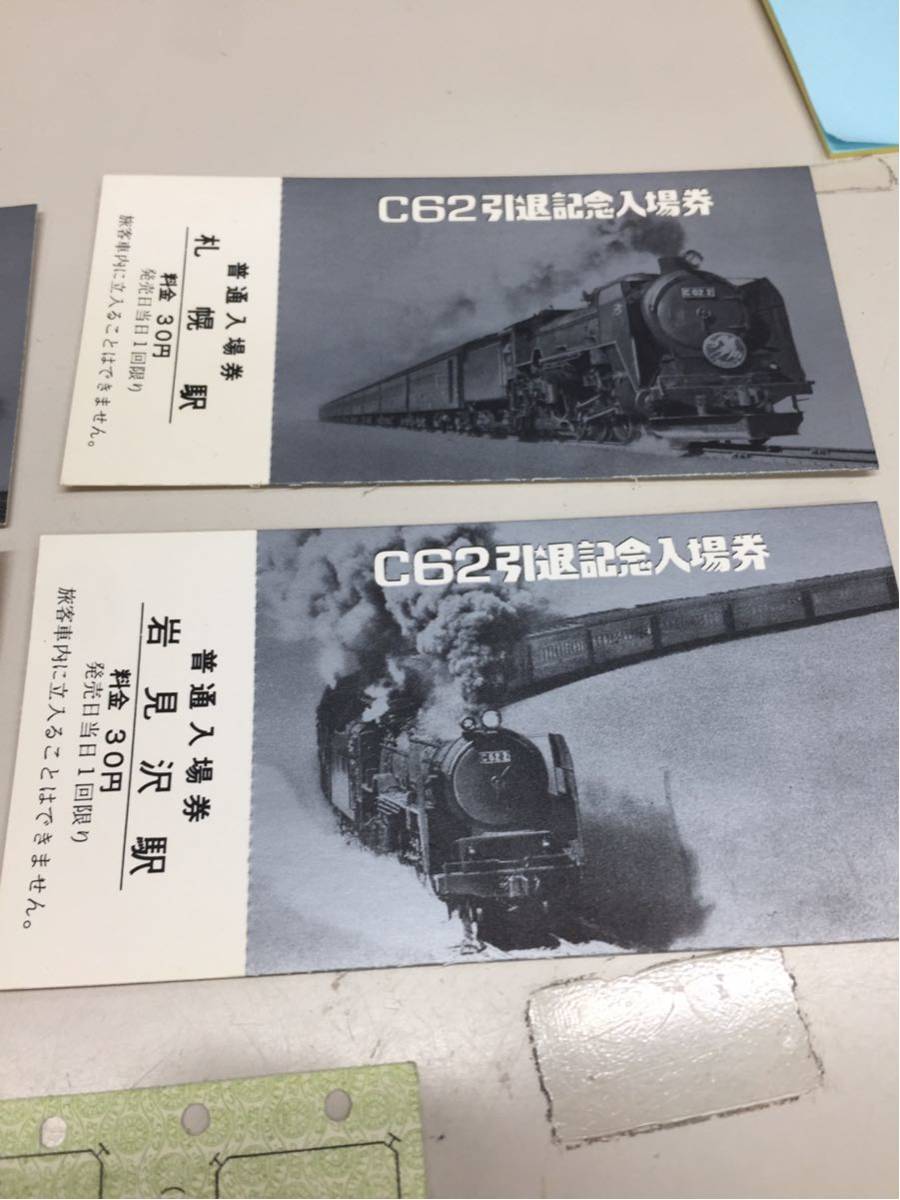 C62引退記念入場券
普通入場券
札幌駅
料金 30円
発売日当日1回限り
旅客車内に立入ることはできません。
C62引退記念入場券
C62 2
普通入場券
岩見沢駅
料金 30円
発売日当日1回限り
旅客車内に立入ることはできません。